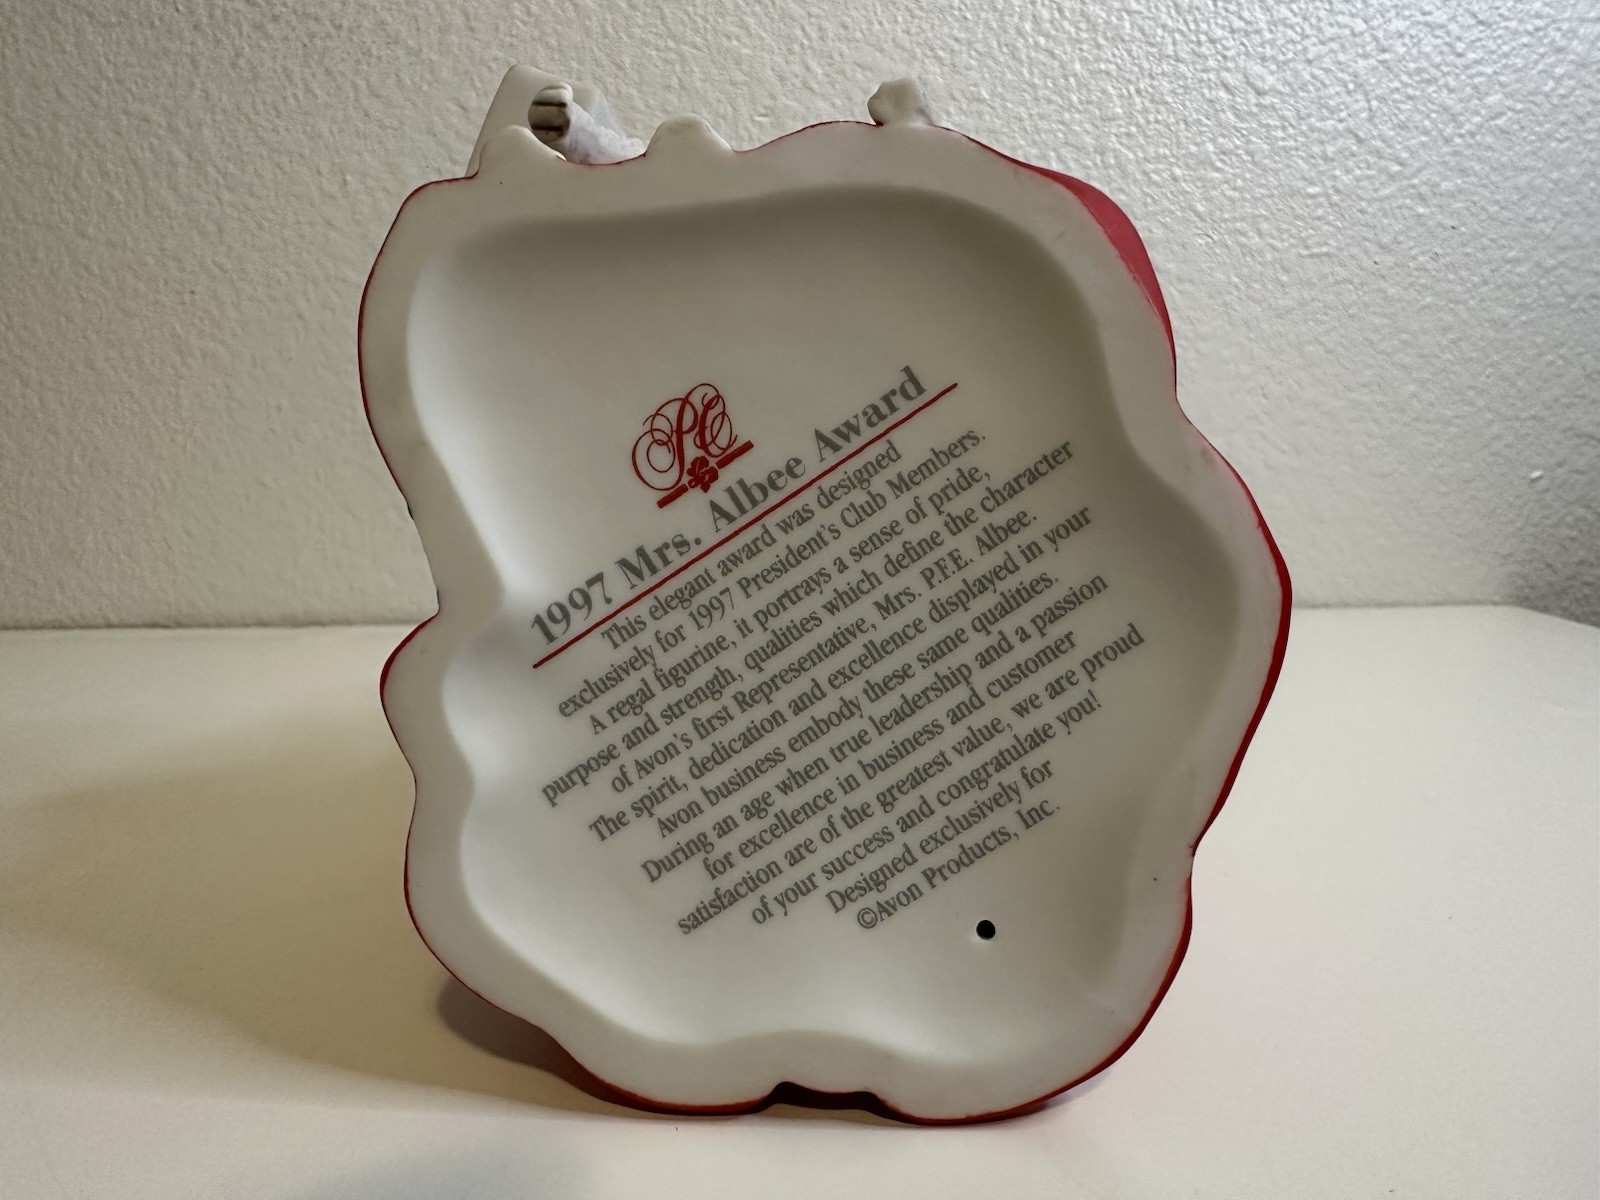 PC
1997 Mrs. Albee Award
This elegant award was designed
exclusively for 1997 President's Club Members.
A regal figurine, it portrays a sense of pride,
purpose and strength, qualities which define the character
of Avon's first Representative, Mrs. P.F.E. Albee.
The spirit, dedication and excellence displayed in your
Avon business embody these same qualities.
During an age when true leadership and a passion
for excellence in business and customer
satisfaction are of the greatest value, we are proud
of your success and congratulate you!
Designed exclusively for
©Avon Products, Inc.